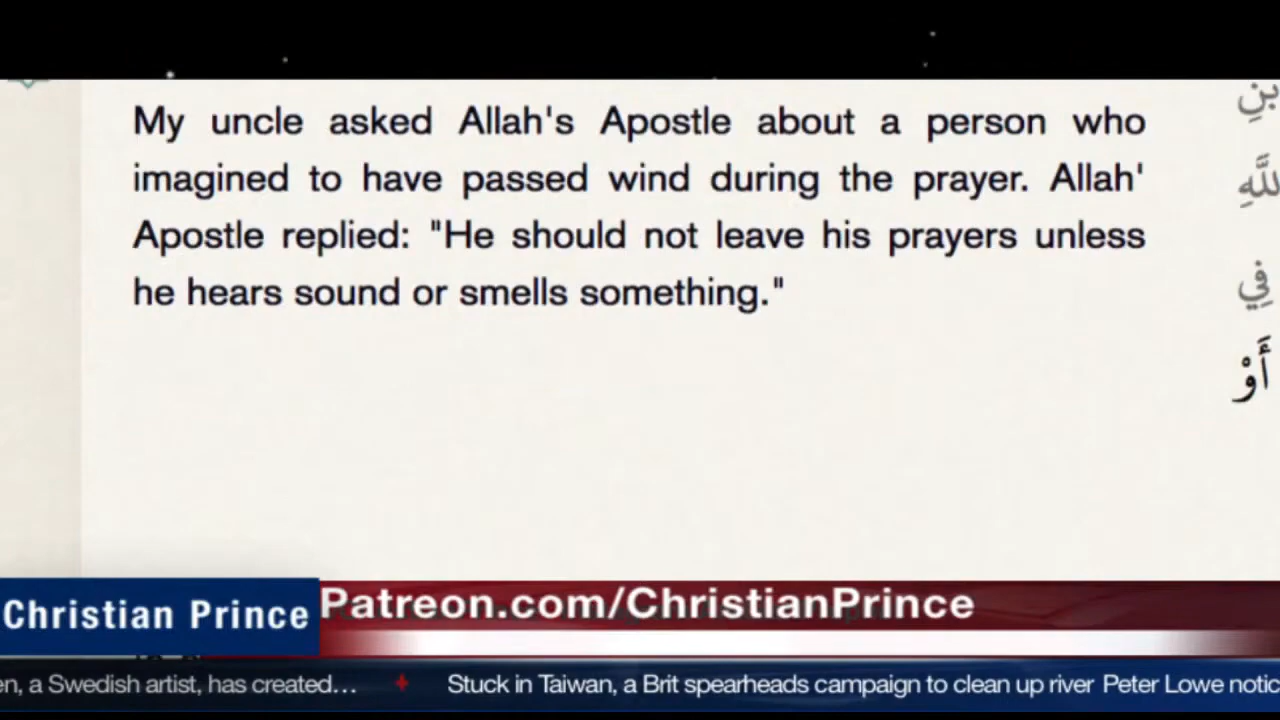 My uncle asked Allah's Apostle about a person who
imagined to have passed wind during the prayer. Allah'
Apostle replied: "He should not leave his prayers unless
he hears sound or smells something."
بنِ
للَّهِ
فِي
أَوْ
Christian Prince
Patreon.com/ChristianPrince
en, a Swedish artist, has created... Stuck in Taiwan, a Brit spearheads campaign to clean up river Peter Lowe notic